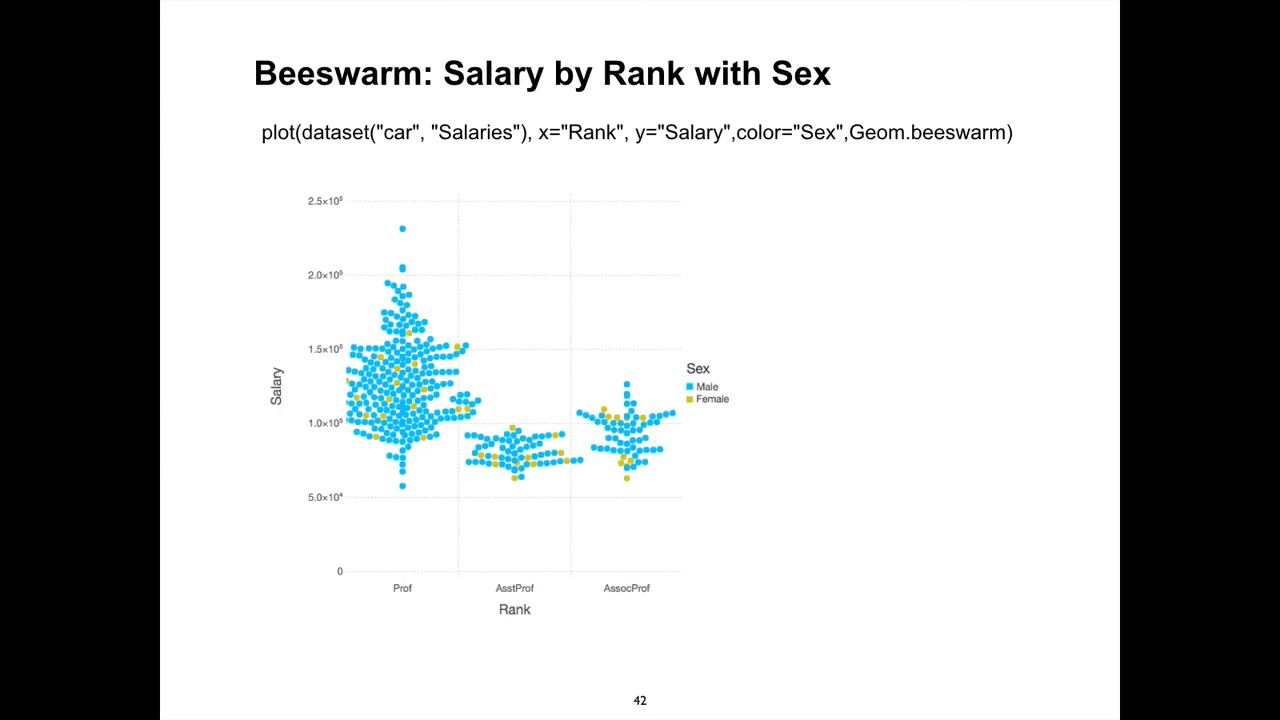 Beeswarm: Salary by Rank with Sex
plot(dataset("car", "Salaries"), x="Rank", y="Salary",color="Sex",Geom.beeswarm)
2.5×10⁵
2.0×10⁵
1.5×10⁵
1.0×10⁵
5.0×10⁴
0
Salary
Prof AsstProf AssocProf
Rank
Sex
Male
Female
42